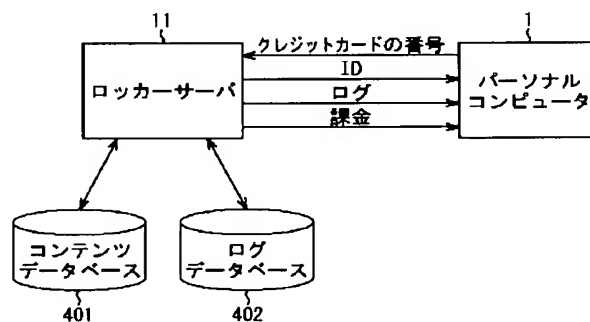 11
1
クレジットカードの番号
ID
ログ
課金
ロッカーサーバ
パーソナル
コンピュータ
コンテンツ
データベース
ログ
データベース
401
402